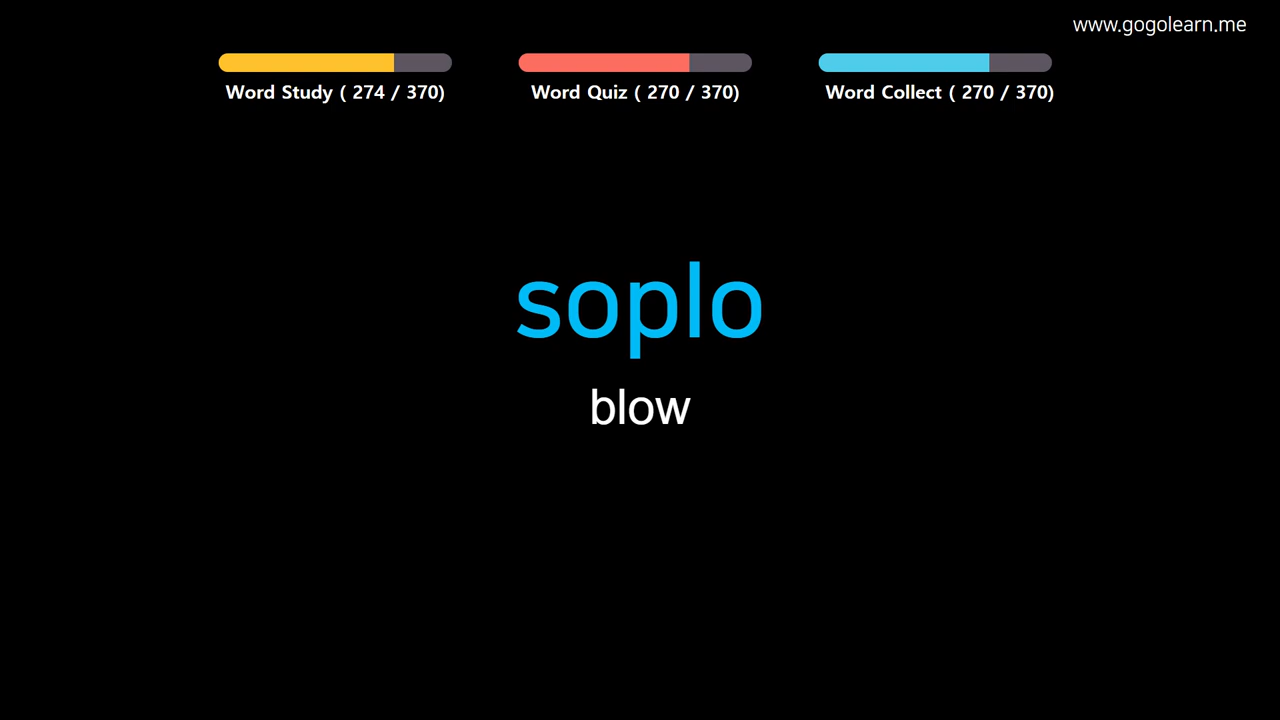 www.gogolearn.me
Word Study ( 274 / 370)
Word Quiz ( 270 / 370)
Word Collect ( 270 / 370)
soplo
blow